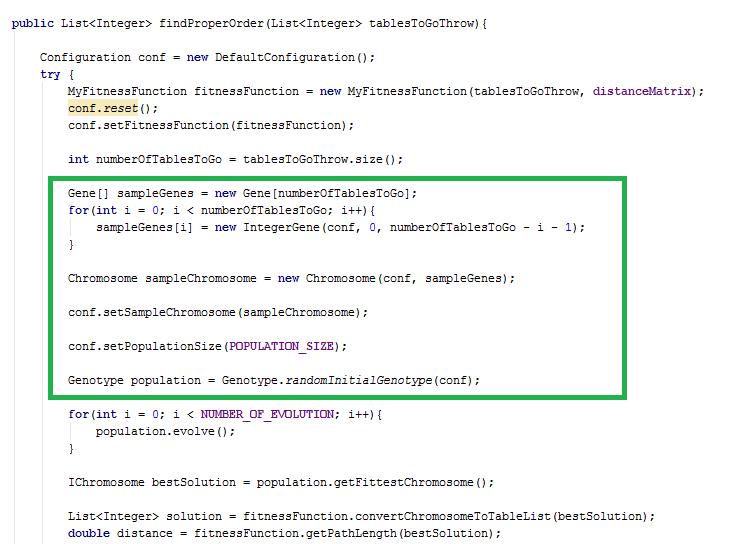 public List<Integer> findProperOrder(List<Integer> tablesToGoThrow){
Configuration conf = new DefaultConfiguration();
try {
MyFitnessFunction fitnessFunction = new MyFitnessFunction(tablesToGoThrow, distanceMatrix);
conf.reset();
conf.setFitnessFunction(fitnessFunction);
int numberOfTablesToGo = tablesToGoThrow.size();
Gene[] sampleGenes = new Gene[numberOfTablesToGo];
for(int i = 0; i < numberOfTablesToGo; i++){
sampleGenes[i] = new IntegerGene(conf, 0, numberOfTablesToGo - i - 1);
}
Chromosome sampleChromosome = new Chromosome(conf, sampleGenes);
conf.setSampleChromosome(sampleChromosome);
conf.setPopulationSize(POPULATION_SIZE);
Genotype population = Genotype.randomInitialGenotype(conf);
for(int i = 0; i < NUMBER_OF_EVOLUTION; i++){
population.evolve();
}
IChromosome bestSolution = population.getFittestChromosome();
List<Integer> solution = fitnessFunction.convertChromosomeToTableList(bestSolution);
double distance = fitnessFunction.getPathLength(bestSolution);